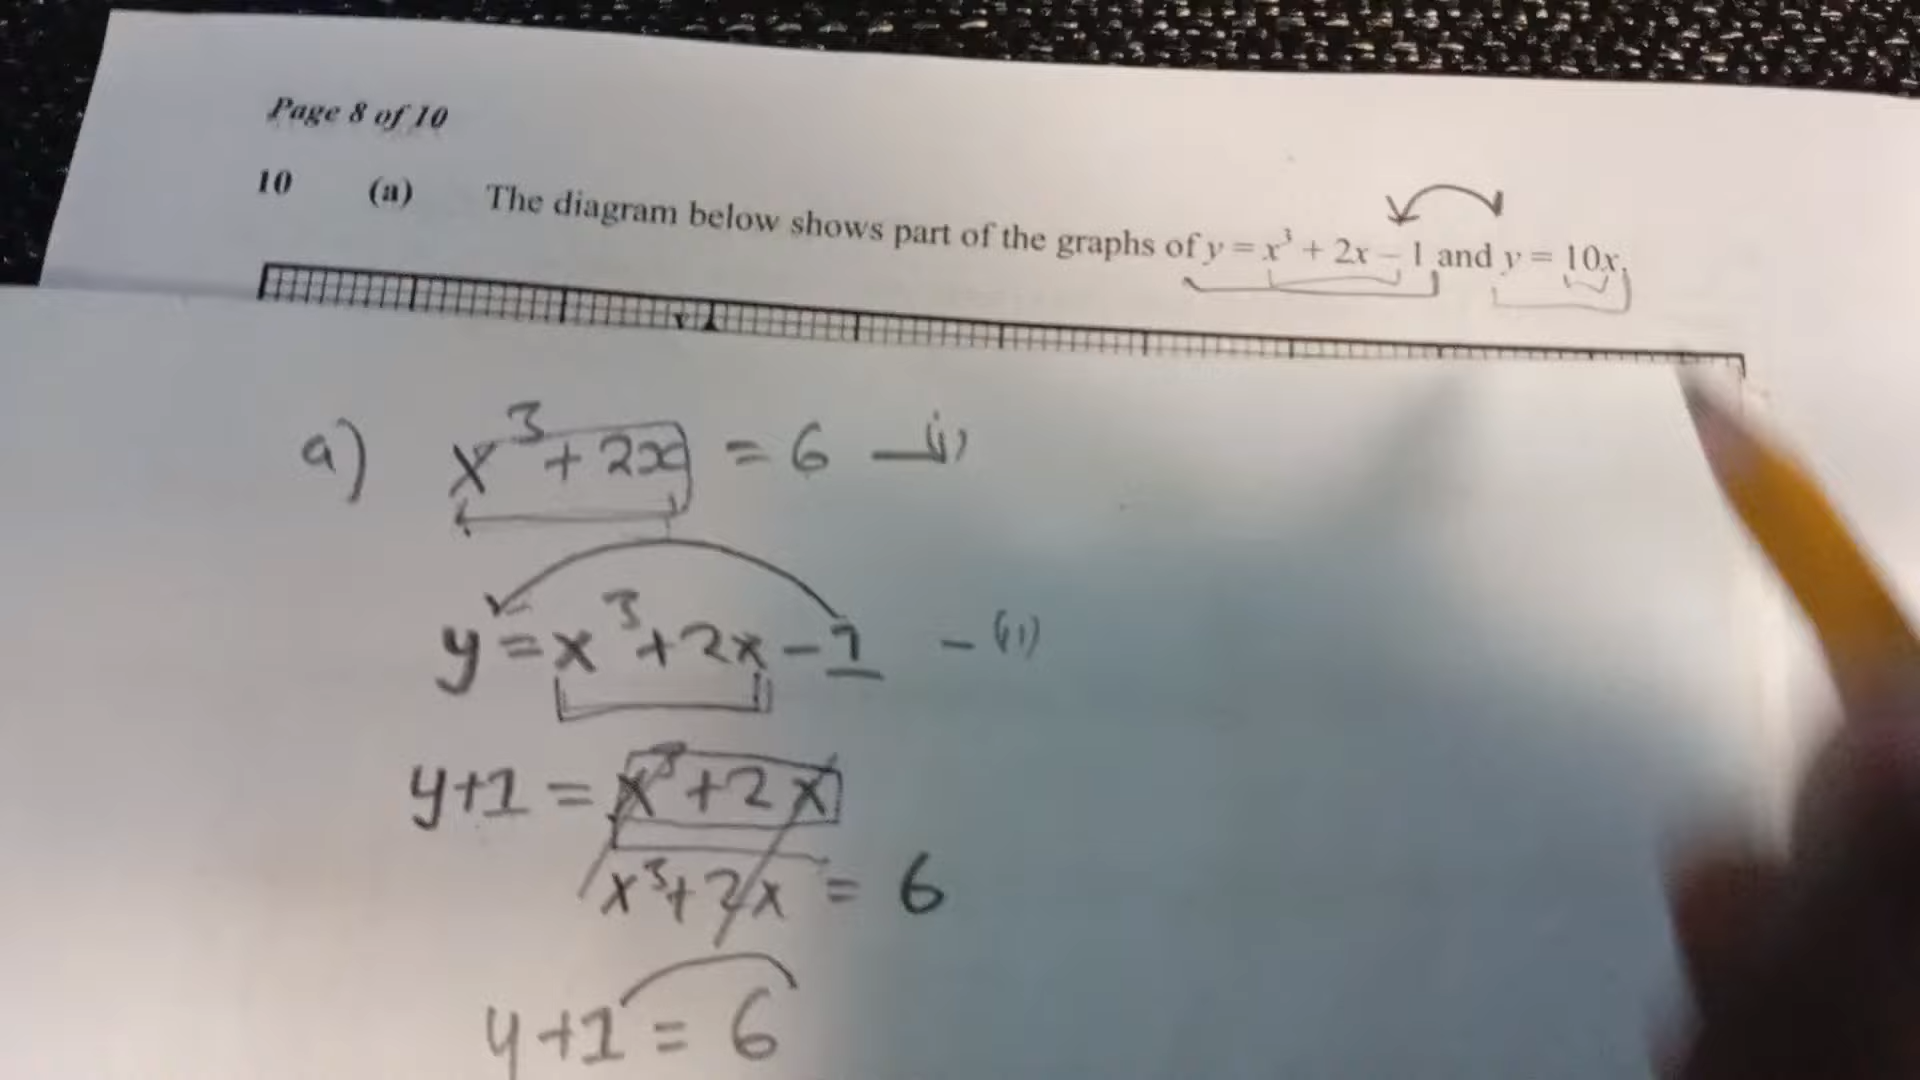 Page 8 of 10
10 (a) The diagram below shows part of the graphs of y = x³ + 2x − 1 and y = 10x,
a) x³ + 2x = 6 —(i)
y = x³ + 2x − 1 — (ii)
y + 1 = x³ + 2x
x³ + 2x = 6
y + 1 = 6